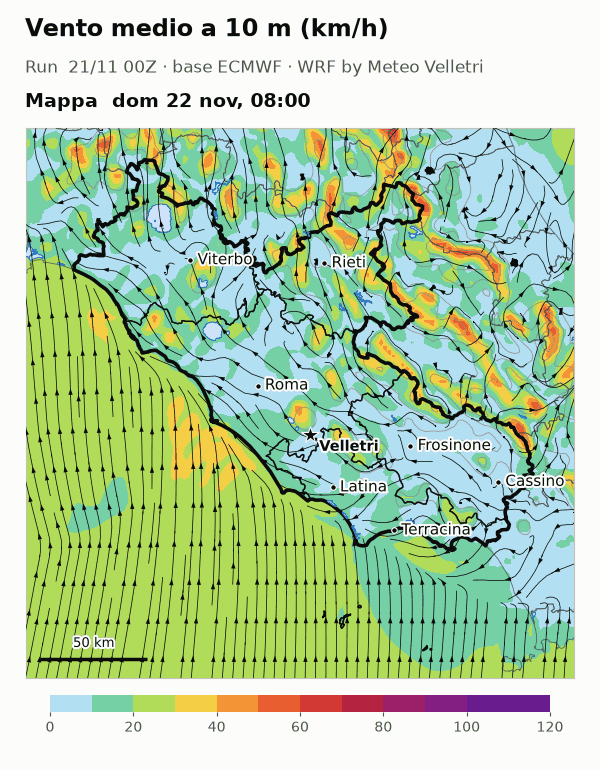 Vento medio a 10 m (km/h)
Run  21/11 00Z · base ECMWF · WRF by Meteo Velletri
Mappa  dom 22 nov, 08:00
Viterbo
Rieti
Roma
Velletri
Frosinone
Latina
Cassino
Terracina
50 km
0 20 40 60 80 100 120